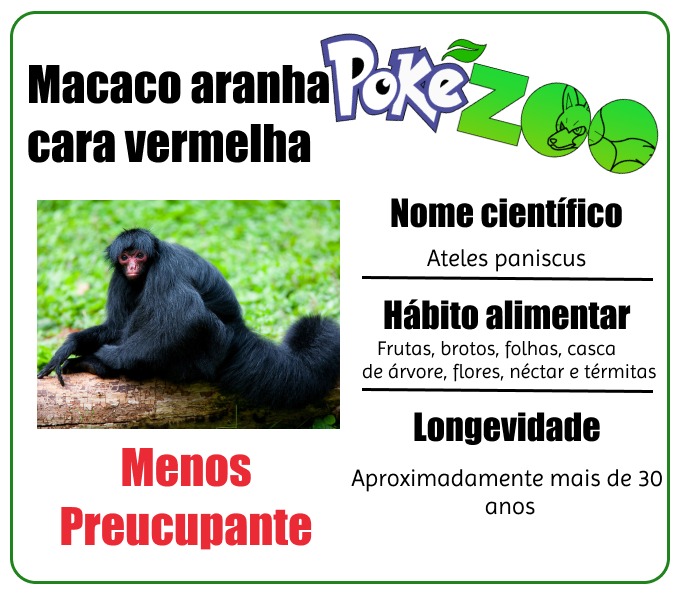 Macaco aranha
cara vermelha
PoKéZOO
Nome científico
Ateles paniscus
Hábito alimentar
Frutas, brotos, folhas, casca
de árvore, flores, néctar e térmitas
Longevidade
Aproximadamente mais de 30
anos
Menos
Preucupante